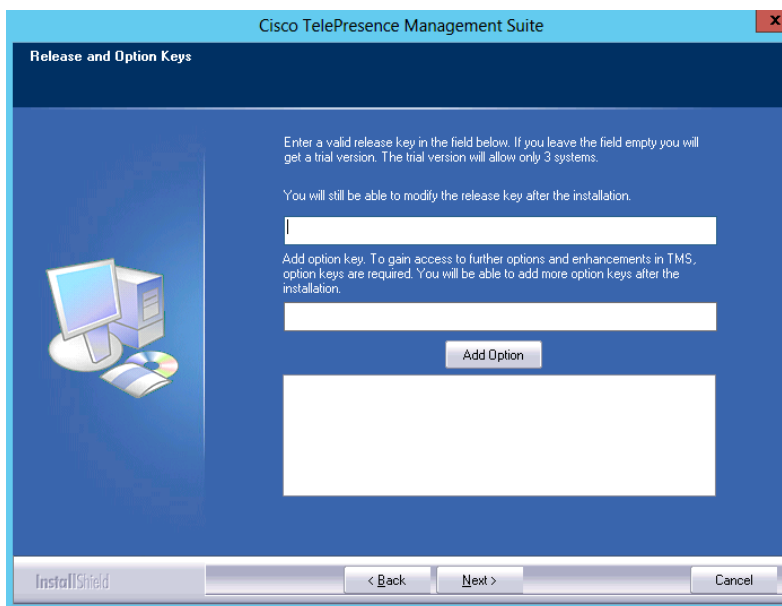 Cisco TelePresence Management Suite
x
Release and Option Keys
Enter a valid release key in the field below. If you leave the field empty you will
get a trial version. The trial version will allow only 3 systems.
You will still be able to modify the release key after the installation.
Add option key. To gain access to further options and enhancements in TMS,
option keys are required. You will be able to add more option keys after the
installation.
Add Option
InstallShield
< Back
Next >
Cancel